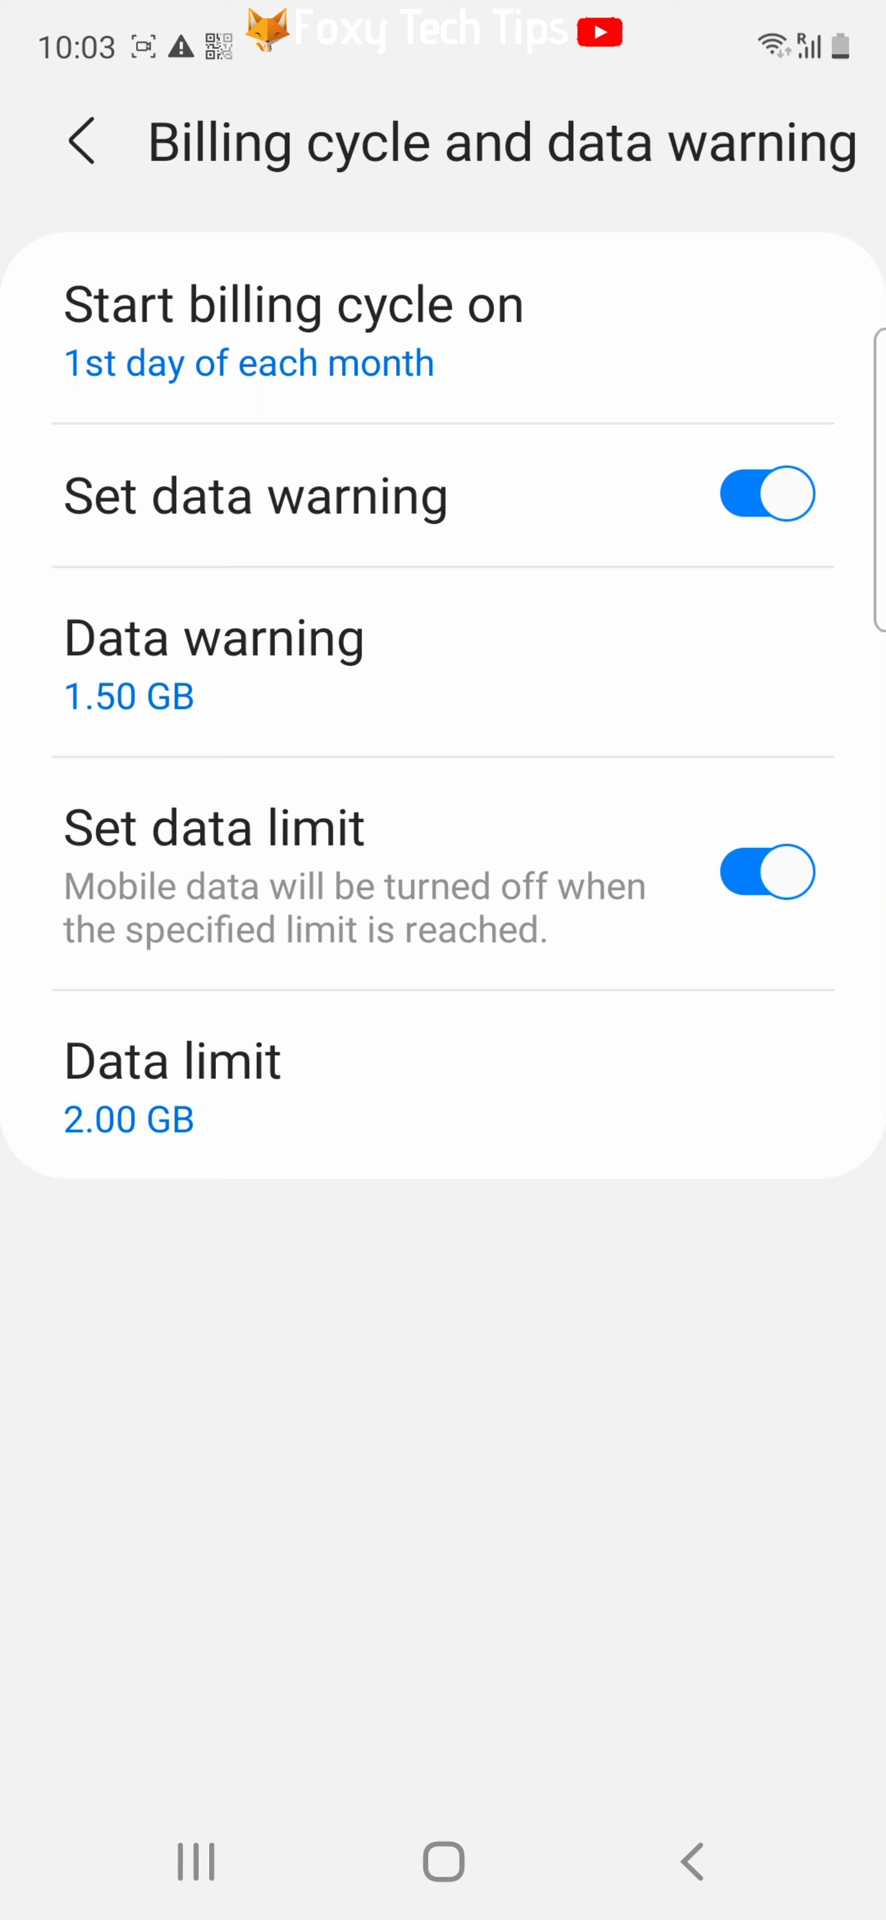 10:03
Foxy Tech Tips
R
Billing cycle and data warning
Start billing cycle on
1st day of each month
Set data warning
Data warning
1.50 GB
Set data limit
Mobile data will be turned off when
the specified limit is reached.
Data limit
2.00 GB